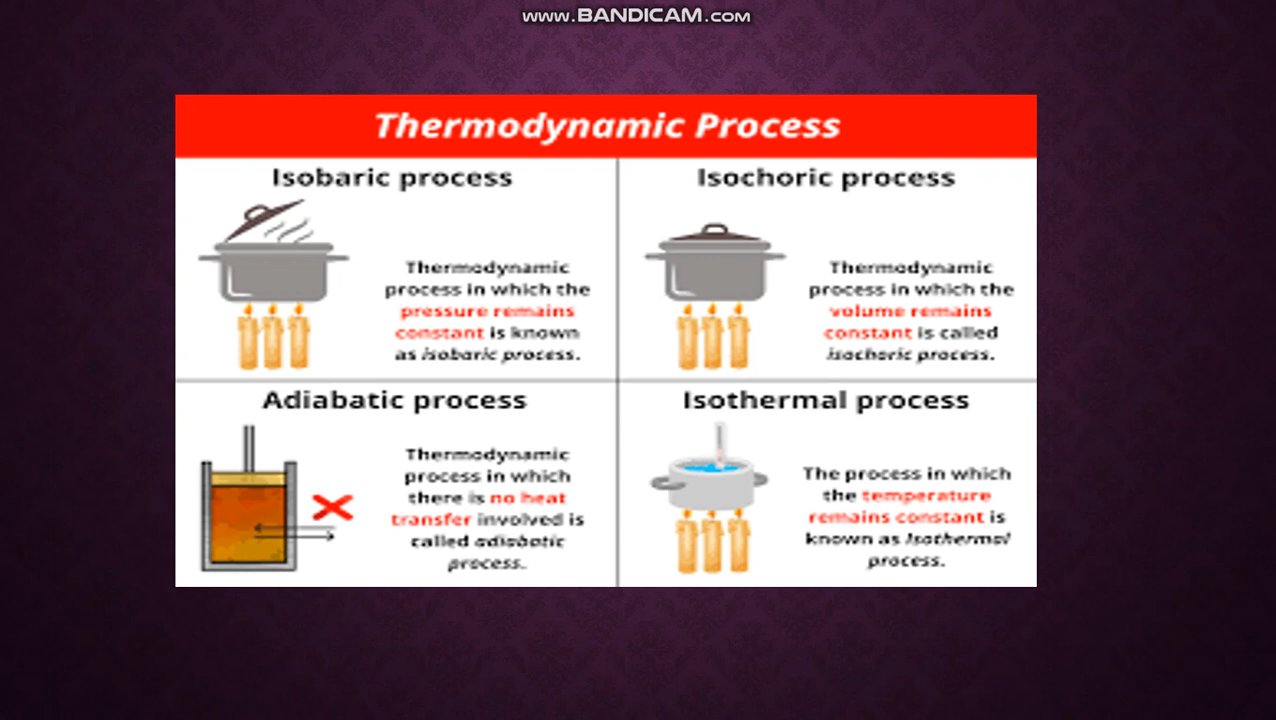 www.BANDICAM.com
Thermodynamic Process
Isobaric process
Thermodynamic
process in which the
pressure remains
constant is known
as isobaric process.
Isochoric process
Thermodynamic
process in which the
volume remains
constant is called
isochoric process.
Adiabatic process
Thermodynamic
process in which
there is no heat
transfer involved is
called adiabatic
process.
Isothermal process
The process in which
the temperature
remains constant is
known as Isothermal
process.